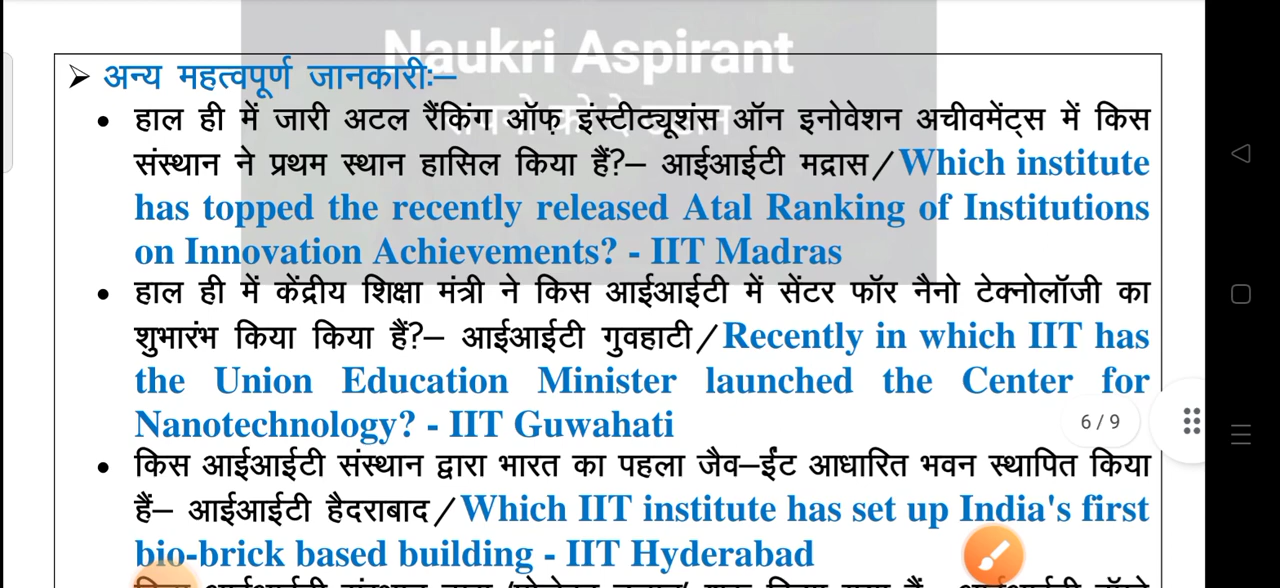 Naukri Aspirant
➢ अन्य महत्वपूर्ण जानकारीः–
• हाल ही में जारी अटल रैंकिंग ऑफ़ इंस्टीट्यूशंस ऑन इनोवेशन अचीवमेंट्स में किस
संस्थान ने प्रथम स्थान हासिल किया हैं?– आईआईटी मद्रास/Which institute
has topped the recently released Atal Ranking of Institutions
on Innovation Achievements? - IIT Madras
• हाल ही में केंद्रीय शिक्षा मंत्री ने किस आईआईटी में सेंटर फॉर नैनो टेक्नोलॉजी का
शुभारंभ किया किया हैं?– आईआईटी गुवहाटी/Recently in which IIT has
the Union Education Minister launched the Center for
Nanotechnology? - IIT Guwahati
6/9
• किस आईआईटी संस्थान द्वारा भारत का पहला जैव–ईंट आधारित भवन स्थापित किया
हैं– आईआईटी हैदराबाद/Which IIT institute has set up India's first
bio-brick based building - IIT Hyderabad